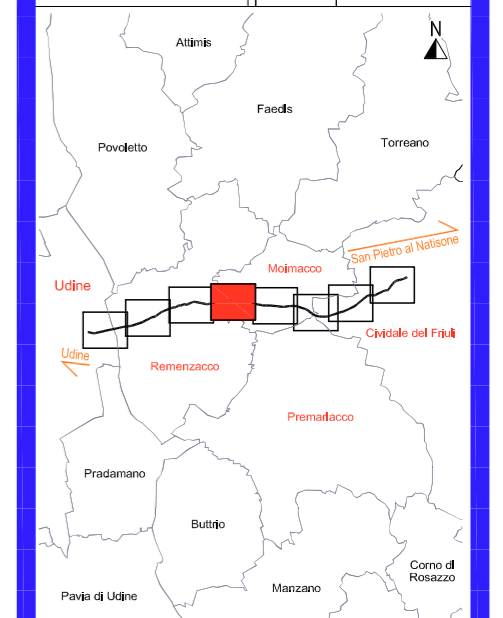 N
Attimis
Faedis
Povoletto
Torreano
San Pietro al Natisone
Moimacco
Udine
Cividale del Friuli
Udine
Remenzacco
Premariacco
Pradamano
Buttrio
Corno di
Rosazzo
Manzano
Pavia di Udine